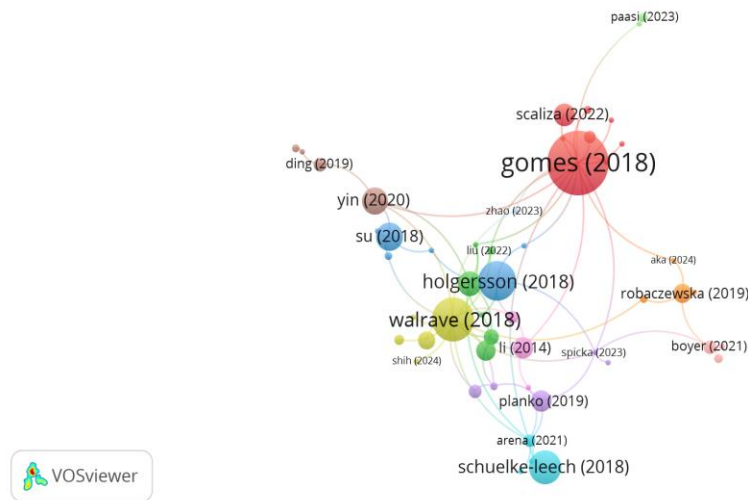 paasi (2023)
scaliza (2022)
gomes (2018)
ding (2019)
yin (2020)
zhao (2023)
su (2018)
liu (2022)
aka (2024)
holgersson (2018)
robaczewska (2019)
walrave (2018)
li (2014)
spicka (2023)
boyer (2021)
shih (2024)
planko (2019)
arena (2021)
schuelke-leech (2018)
VOSviewer